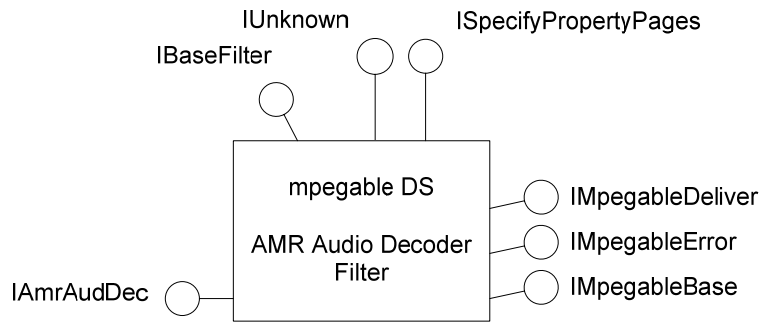 IUnknown
ISpecifyPropertyPages
IBaseFilter
mpegable DS
IMpegableDeliver
AMR Audio Decoder
IMpegableError
Filter
IMpegableBase
IAmrAudDec